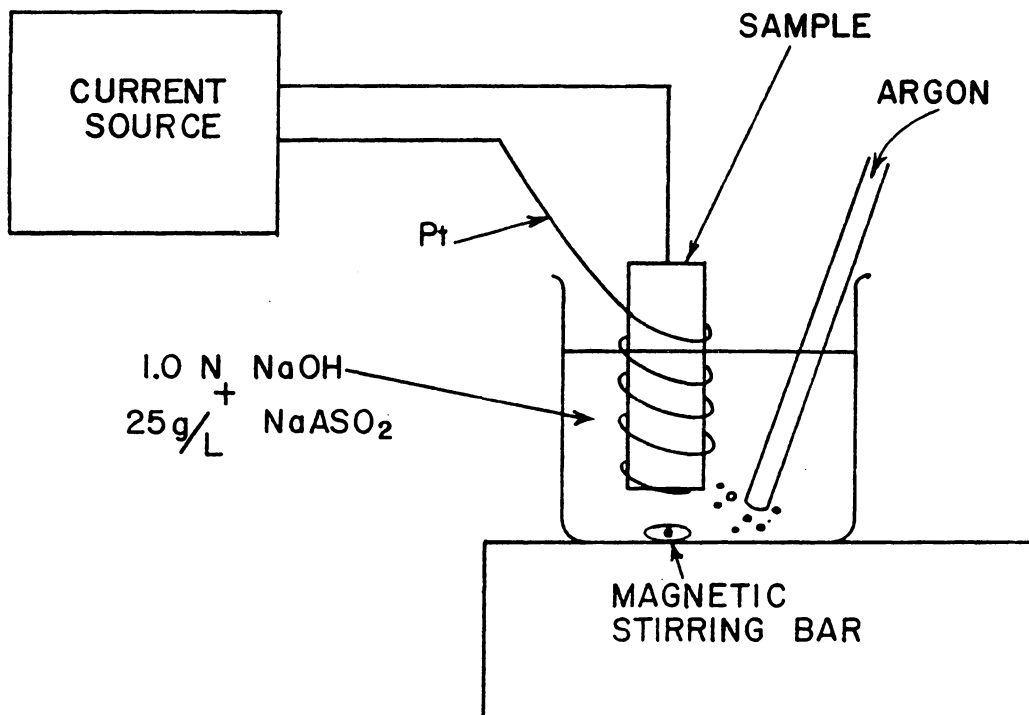 SAMPLE
CURRENT
SOURCE
ARGON
Pt
1.0 N NaOH
+
25g/L NaASO₂
MAGNETIC
STIRRING BAR